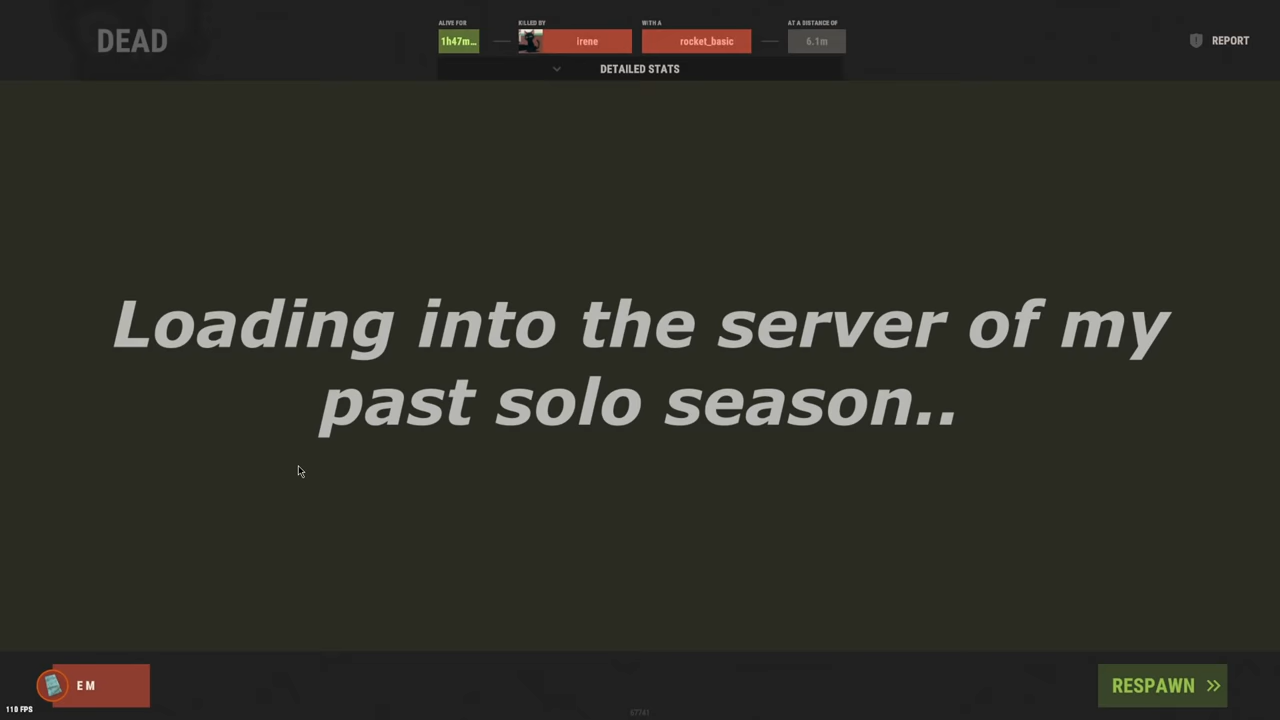 DEAD
ALIVE FOR
KILLED BY
WITH A
AT A DISTANCE OF
1h47m…
irene
rocket_basic
6.1m
REPORT
DETAILED STATS
Loading into the server of my
past solo season..
E M
RESPAWN
110 FPS
67741